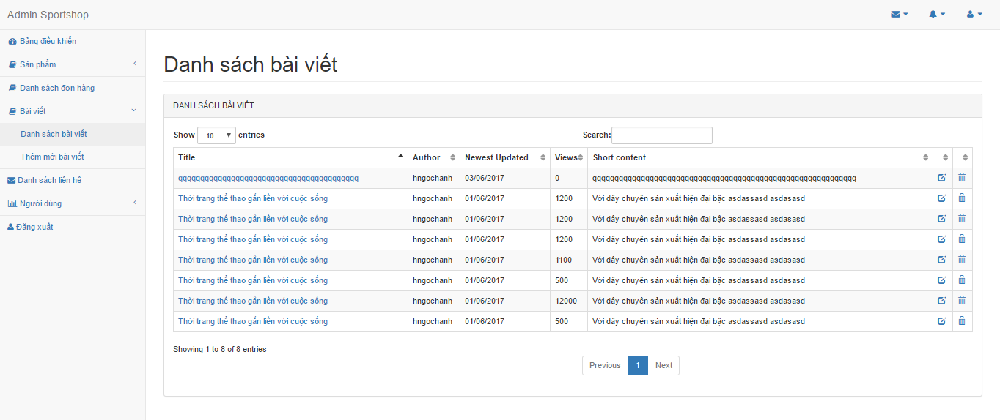 Admin Sportshop
Bảng điều khiển
Sản phẩm
Danh sách đơn hàng
Bài viết
Danh sách bài viết
Thêm mới bài viết
Danh sách liên hệ
Người dùng
Đăng xuất
Danh sách bài viết
DANH SÁCH BÀI VIẾT
Show 10 entries Search:
Title Author Newest Updated Views Short content
qqqqqqqqqqqqqqqqqqqqqqqqqqqqqqqqqqqqqqqqq hngochanh 03/06/2017 0 qqqqqqqqqqqqqqqqqqqqqqqqqqqqqqqqqqqqqqqqqqqqqqqqqqqqqqqqqqqq
Thời trang thể thao gắn liền với cuộc sống hngochanh 01/06/2017 1200 Với dây chuyên sản xuất hiện đại bậc asdassasd asdasasd
Thời trang thể thao gắn liền với cuộc sống hngochanh 01/06/2017 1200 Với dây chuyên sản xuất hiện đại bậc asdassasd asdasasd
Thời trang thể thao gắn liền với cuộc sống hngochanh 01/06/2017 1200 Với dây chuyên sản xuất hiện đại bậc asdassasd asdasasd
Thời trang thể thao gắn liền với cuộc sống hngochanh 01/06/2017 1100 Với dây chuyên sản xuất hiện đại bậc asdassasd asdasasd
Thời trang thể thao gắn liền với cuộc sống hngochanh 01/06/2017 500 Với dây chuyên sản xuất hiện đại bậc asdassasd asdasasd
Thời trang thể thao gắn liền với cuộc sống hngochanh 01/06/2017 12000 Với dây chuyên sản xuất hiện đại bậc asdassasd asdasasd
Thời trang thể thao gắn liền với cuộc sống hngochanh 01/06/2017 500 Với dây chuyên sản xuất hiện đại bậc asdassasd asdasasd
Showing 1 to 8 of 8 entries
Previous 1 Next